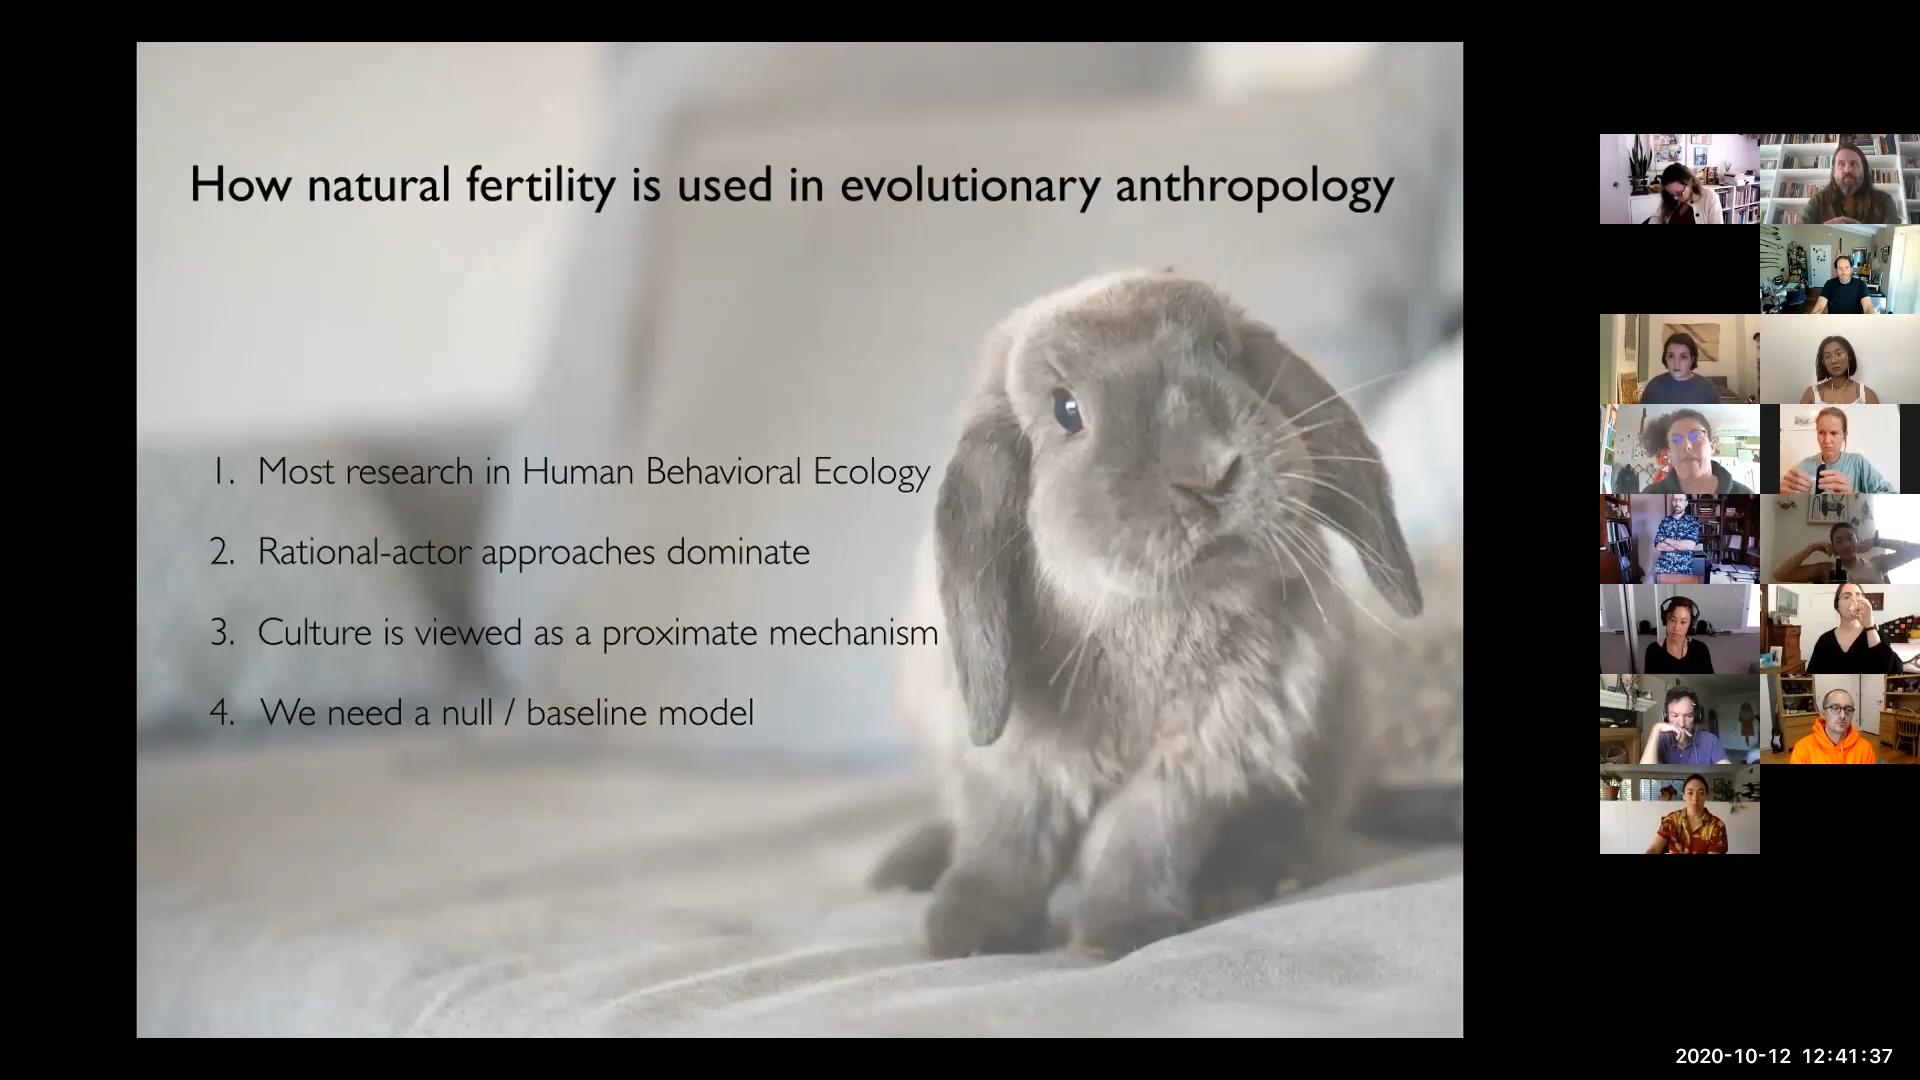 How natural fertility is used in evolutionary anthropology
1. Most research in Human Behavioral Ecology
2. Rational-actor approaches dominate
3. Culture is viewed as a proximate mechanism
4. We need a null / baseline model
2020-10-12 12:41:37